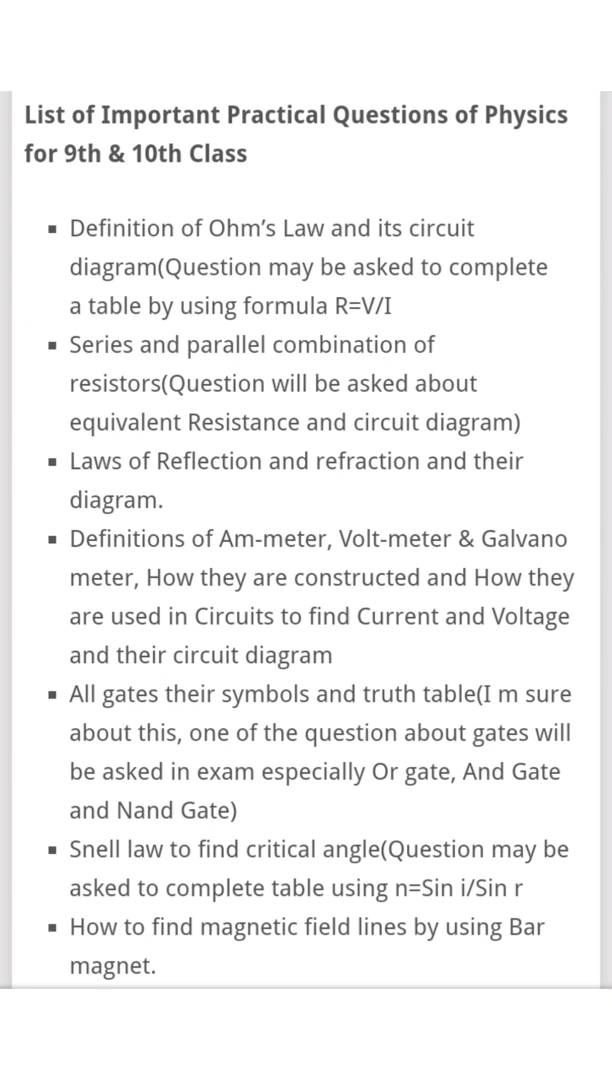 List of Important Practical Questions of Physics
for 9th & 10th Class
▪ Definition of Ohm’s Law and its circuit
diagram(Question may be asked to complete
a table by using formula R=V/I
▪ Series and parallel combination of
resistors(Question will be asked about
equivalent Resistance and circuit diagram)
▪ Laws of Reflection and refraction and their
diagram.
▪ Definitions of Am-meter, Volt-meter & Galvano
meter, How they are constructed and How they
are used in Circuits to find Current and Voltage
and their circuit diagram
▪ All gates their symbols and truth table(I m sure
about this, one of the question about gates will
be asked in exam especially Or gate, And Gate
and Nand Gate)
▪ Snell law to find critical angle(Question may be
asked to complete table using n=Sin i/Sin r
▪ How to find magnetic field lines by using Bar
magnet.